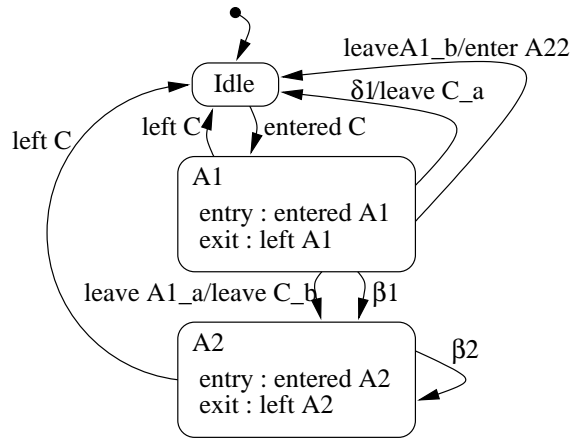 leaveA1_b/enter A22
Idle
δ1/leave C_a
left C
left C
entered C
A1
entry : entered A1
exit : left A1
leave A1_a/leave C_b
β1
A2
β2
entry : entered A2
exit : left A2